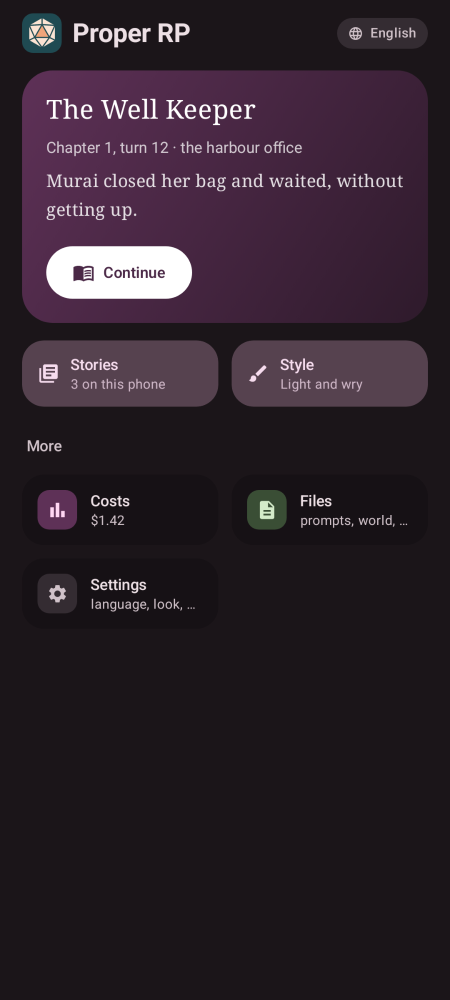 Proper RP
English
The Well Keeper
Chapter 1, turn 12 · the harbour office
Murai closed her bag and waited, without
getting up.
Continue
Stories
3 on this phone
Style
Light and wry
More
Costs
$1.42
Files
prompts, world, …
Settings
language, look, …